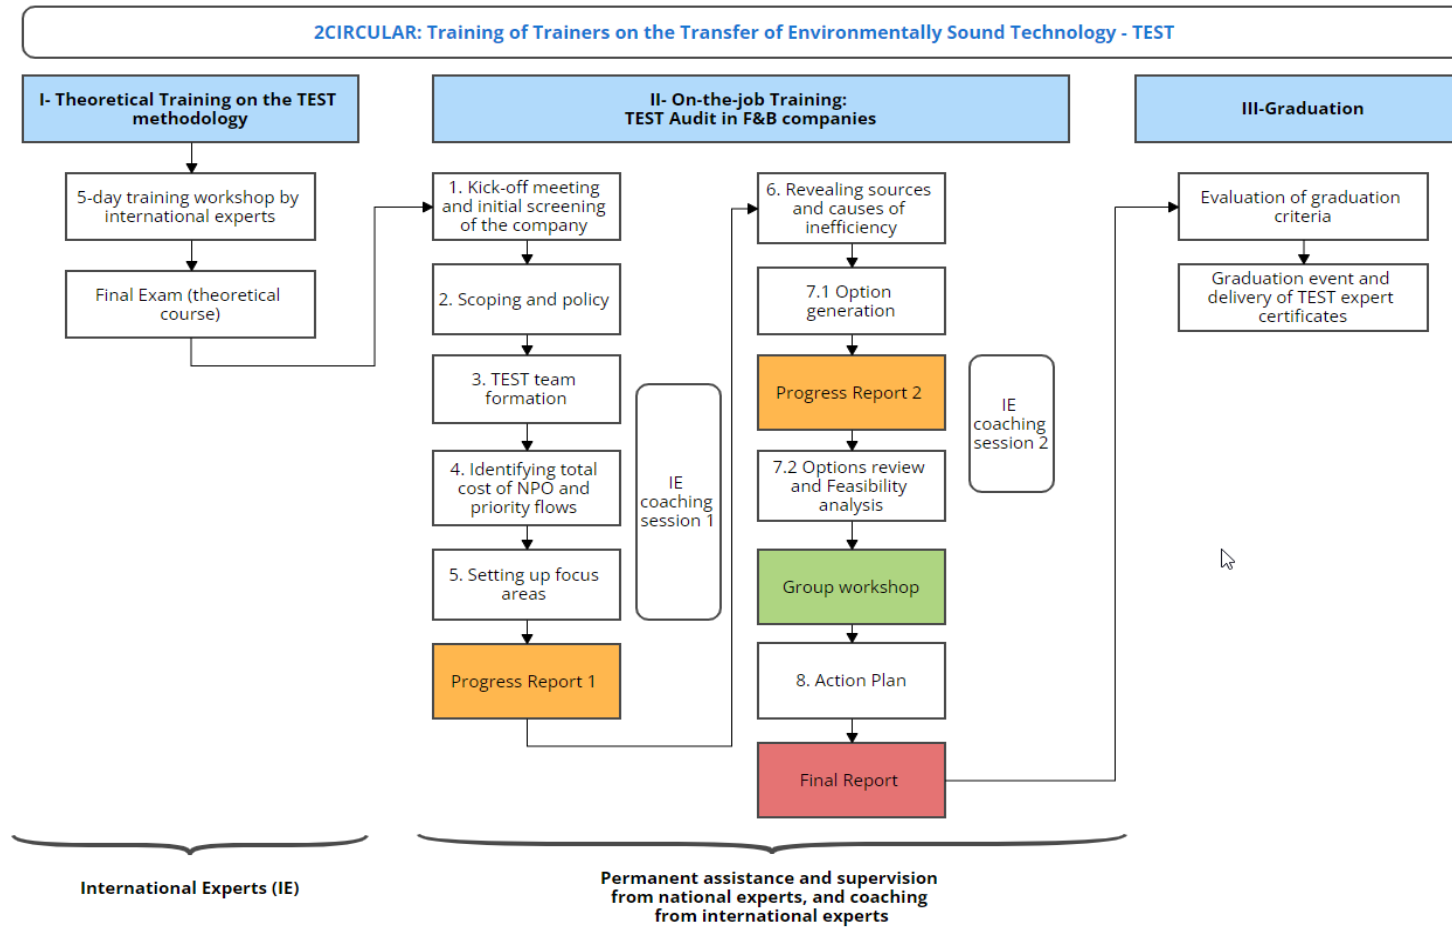 2CIRCULAR: Training of Trainers on the Transfer of Environmentally Sound Technology - TEST
I- Theoretical Training on the TEST
methodology
5-day training workshop by
international experts
Final Exam (theoretical
course)
II- On-the-job Training:
TEST Audit in F&B companies
1. Kick-off meeting
and initial screening
of the company
2. Scoping and policy
3. TEST team
formation
4. Identifying total
cost of NPO and
priority flows
5. Setting up focus
areas
Progress Report 1
IE
coaching
session 1
6. Revealing sources
and causes of
inefficiency
7.1 Option
generation
Progress Report 2
7.2 Options review
and Feasibility
analysis
Group workshop
8. Action Plan
Final Report
IE
coaching
session 2
III-Graduation
Evaluation of graduation
criteria
Graduation event and
delivery of TEST expert
certificates
International Experts (IE)
Permanent assistance and supervision
from national experts, and coaching
from international experts